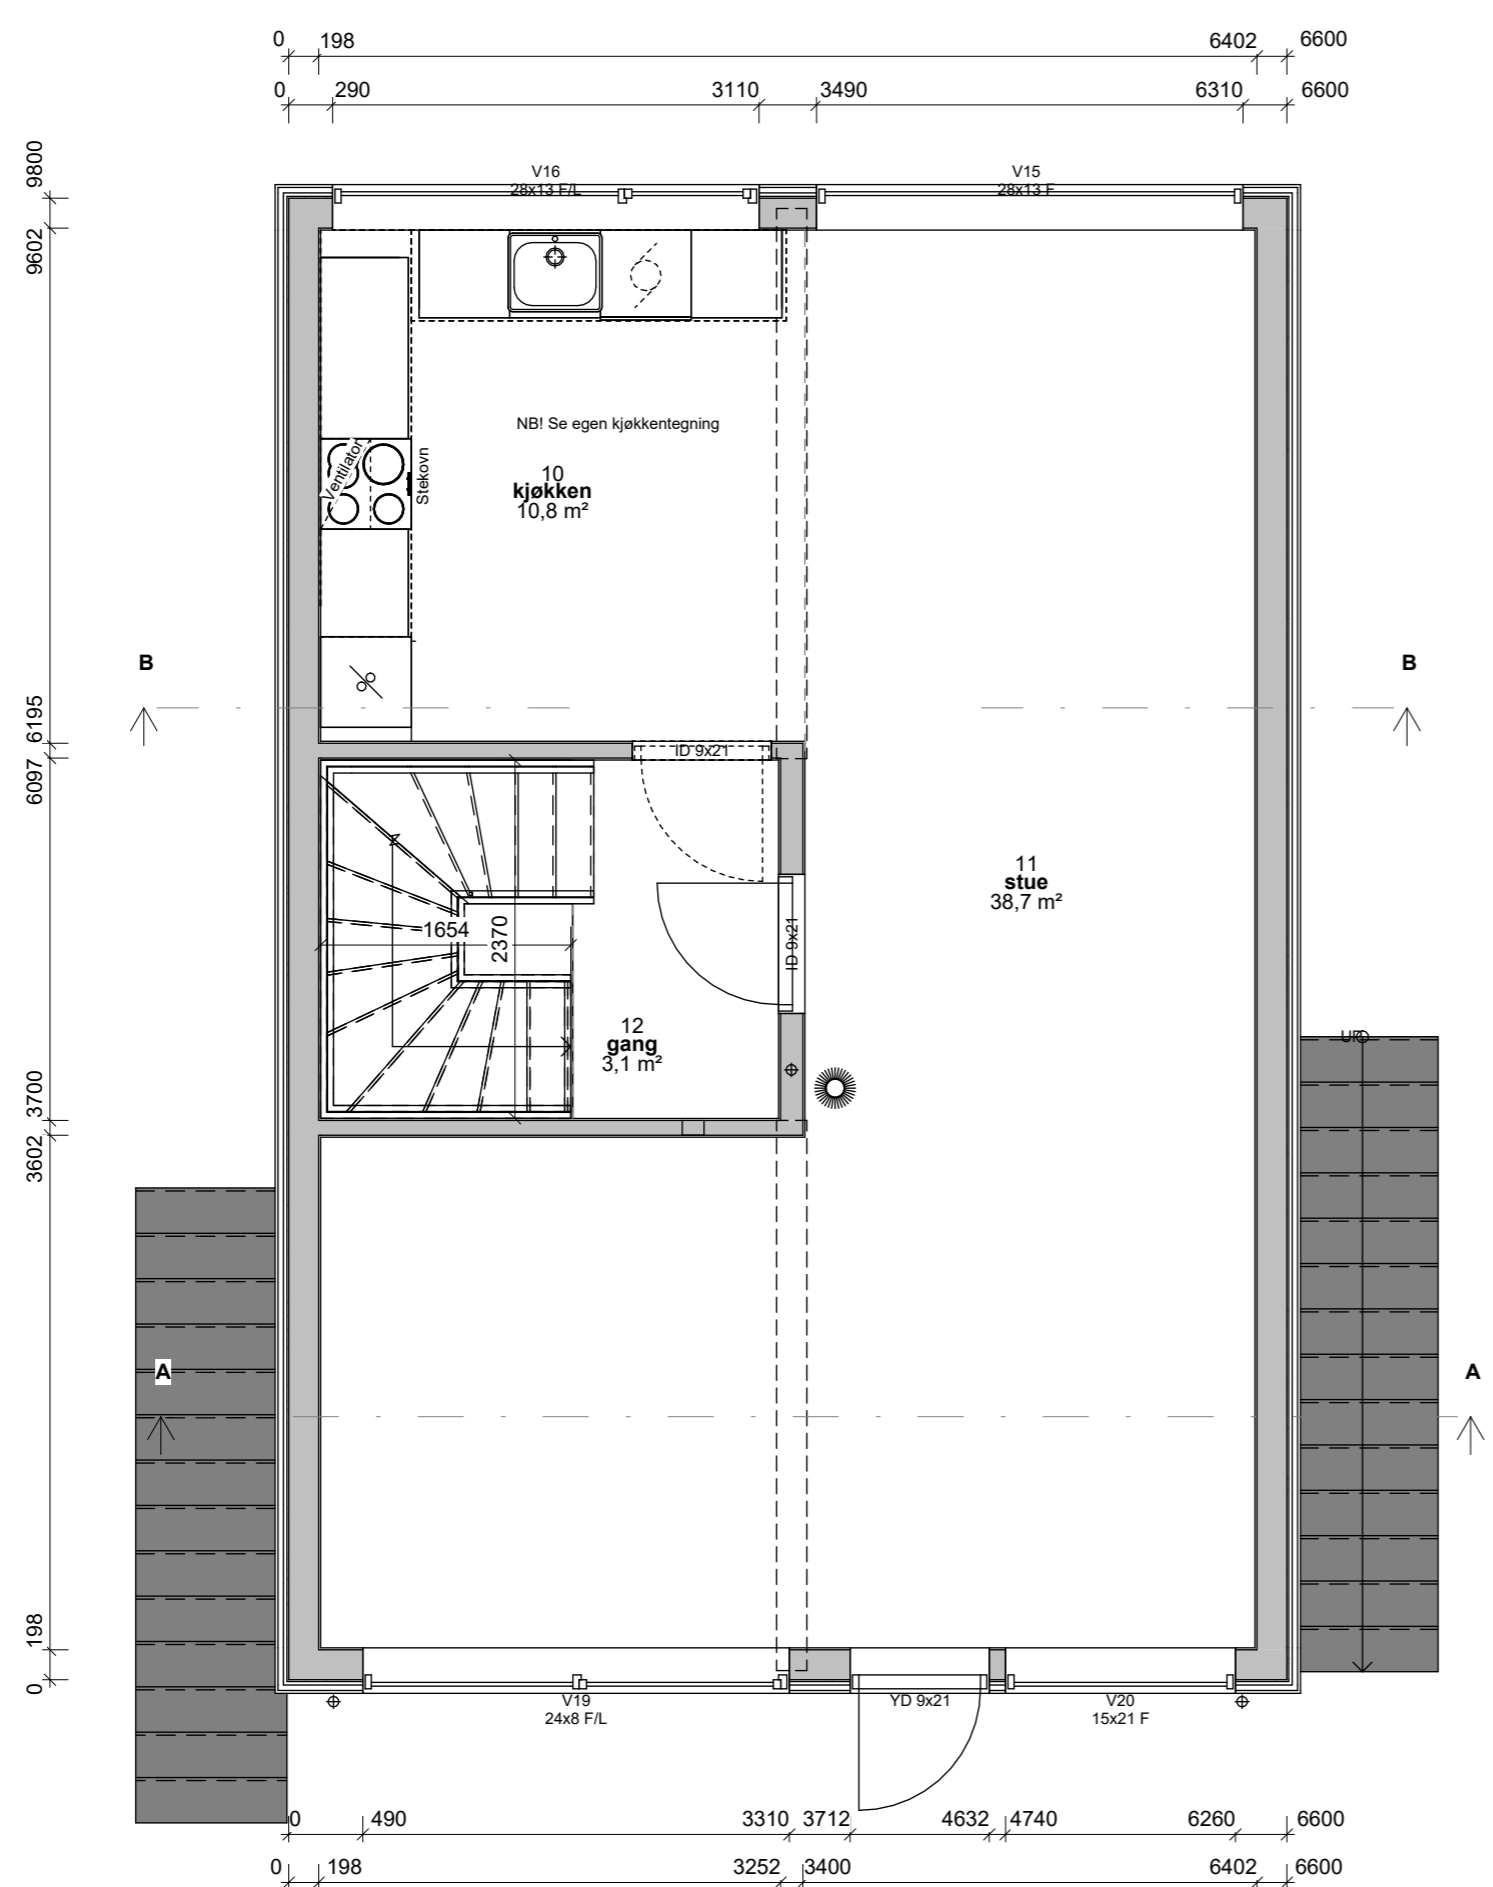 0 198 6402 6600
0 290 3110 3490 6310 6600
9800
9602
6195
6097
3700
3602
198
0
V16
28x13 F/L
V15
28x13 F
NB! Se egen kjøkkentegning
10
kjøkken
10,8 m²
Ventilator
Stekovn
B
B
ID 9x21
ID 9x21
11
stue
38,7 m²
1654
2370
12
gang
3,1 m²
UP
A
A
V19
24x8 F/L
YD 9x21
V20
15x21 F
0 490 3310 3712 4632 4740 6260 6600
0 198 3252 3400 6402 6600